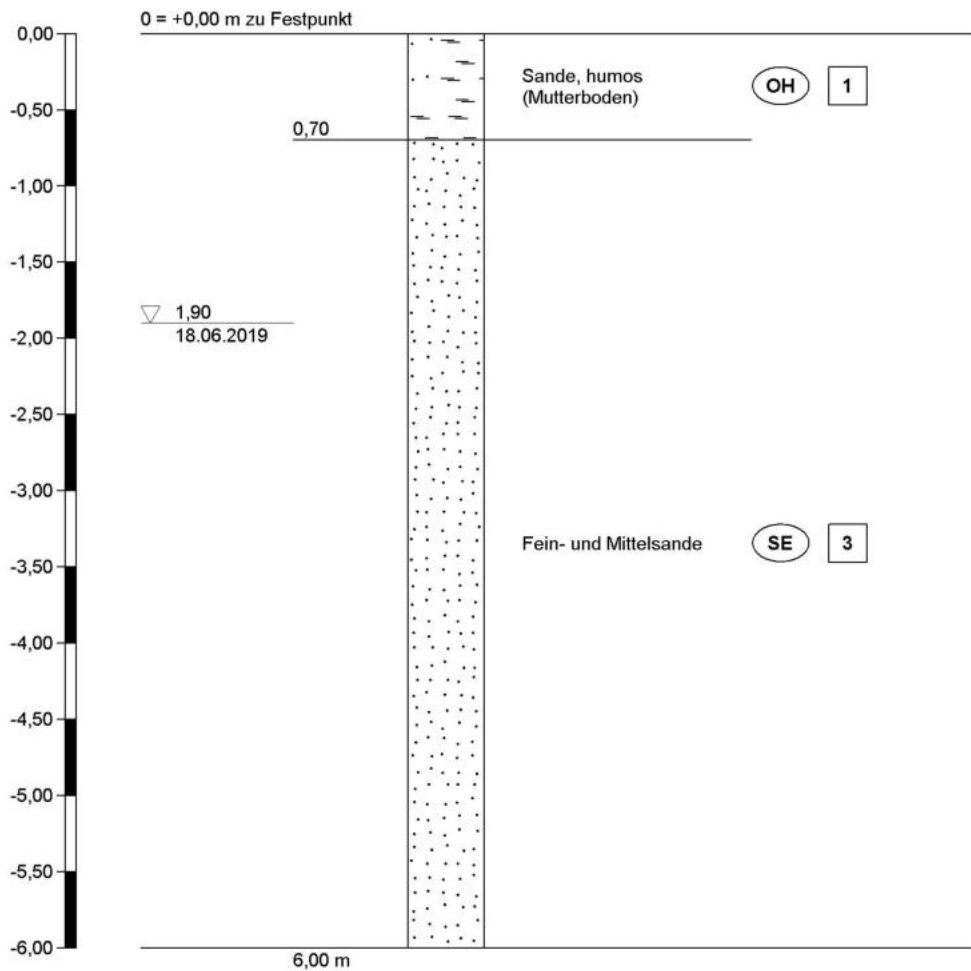 0 = +0,00 m zu Festpunkt
0,00
Sande, humos
(Mutterboden)
OH
1
-0,50
0,70
-1,00
-1,50
1,90
18.06.2019
-2,00
-2,50
-3,00
Fein- und Mittelsande
SE
3
-3,50
-4,00
-4,50
-5,00
-5,50
-6,00
6,00 m